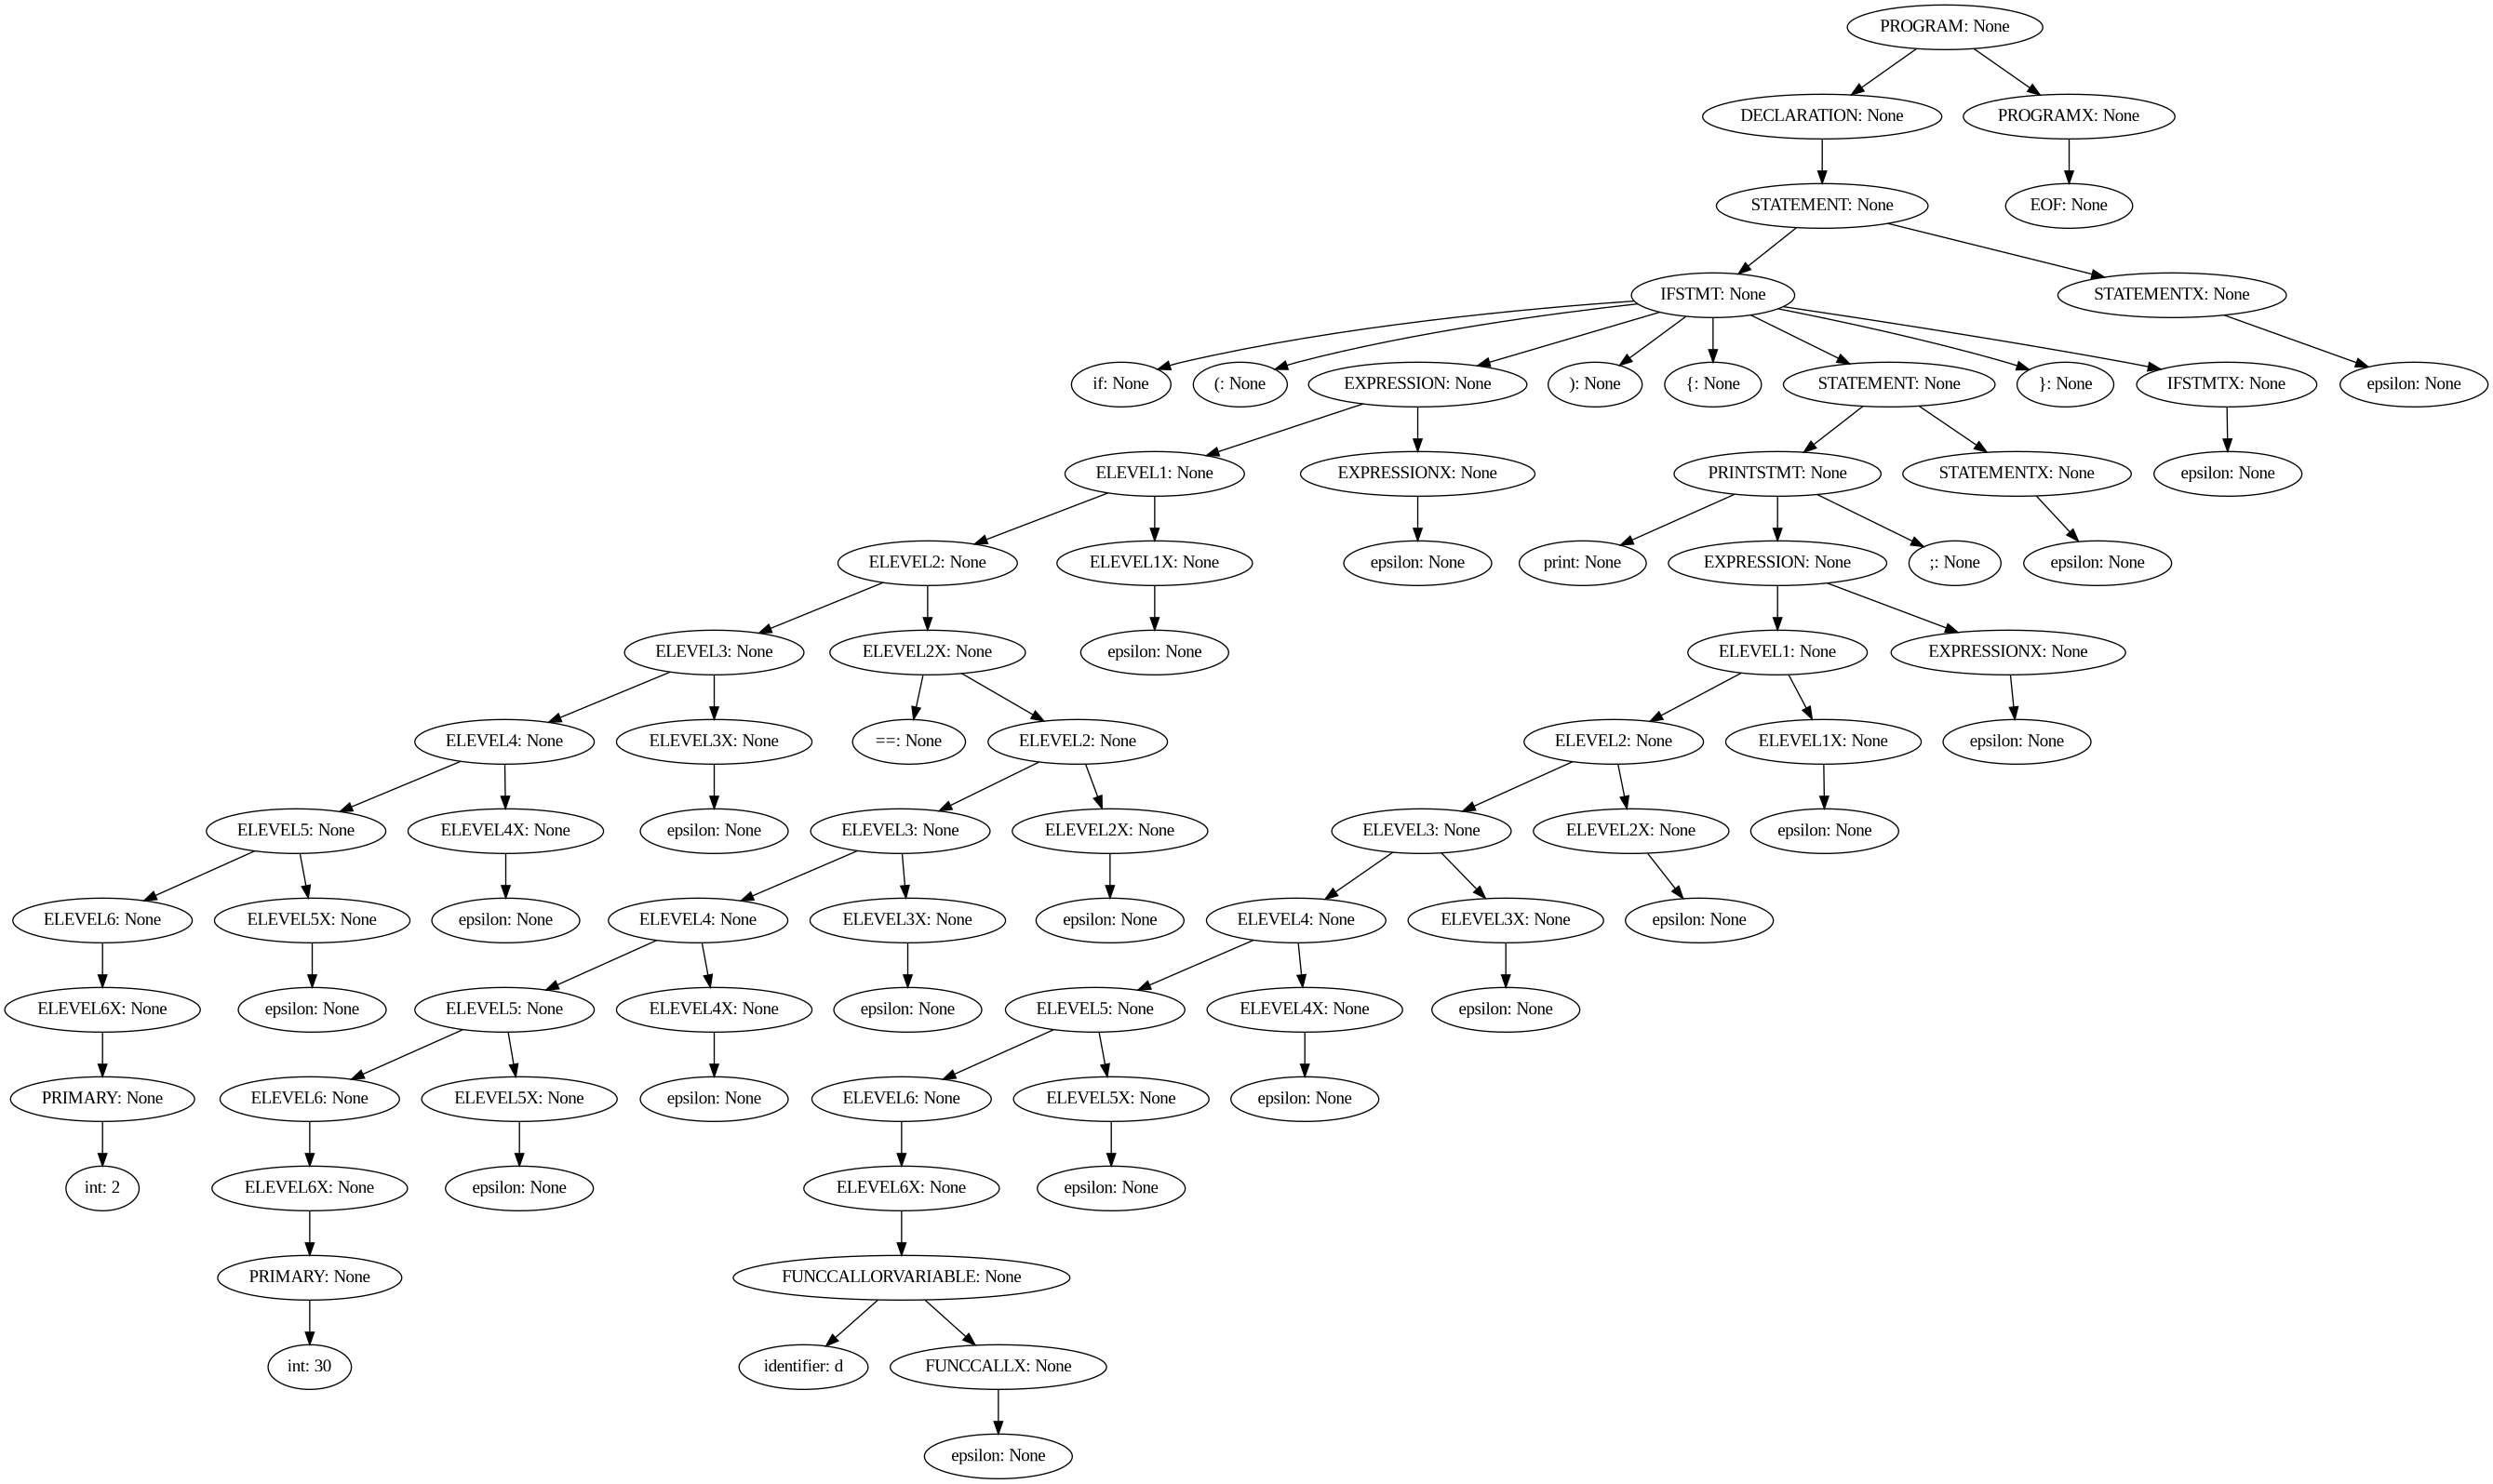 PROGRAM: None
DECLARATION: None
PROGRAMX: None
STATEMENT: None
EOF: None
IFSTMT: None
STATEMENTX: None
if: None
(: None
EXPRESSION: None
): None
{: None
STATEMENT: None
}: None
IFSTMTX: None
epsilon: None
ELEVEL1: None
EXPRESSIONX: None
PRINTSTMT: None
STATEMENTX: None
epsilon: None
ELEVEL2: None
ELEVEL1X: None
epsilon: None
print: None
EXPRESSION: None
;: None
epsilon: None
ELEVEL3: None
ELEVEL2X: None
epsilon: None
ELEVEL1: None
EXPRESSIONX: None
ELEVEL4: None
ELEVEL3X: None
==: None
ELEVEL2: None
ELEVEL2: None
ELEVEL1X: None
epsilon: None
ELEVEL5: None
ELEVEL4X: None
epsilon: None
ELEVEL3: None
ELEVEL2X: None
ELEVEL3: None
ELEVEL2X: None
epsilon: None
ELEVEL6: None
ELEVEL5X: None
epsilon: None
ELEVEL4: None
ELEVEL3X: None
epsilon: None
ELEVEL4: None
ELEVEL3X: None
epsilon: None
ELEVEL6X: None
epsilon: None
ELEVEL5: None
ELEVEL4X: None
epsilon: None
ELEVEL5: None
ELEVEL4X: None
epsilon: None
PRIMARY: None
ELEVEL6: None
ELEVEL5X: None
epsilon: None
ELEVEL6: None
ELEVEL5X: None
epsilon: None
int: 2
ELEVEL6X: None
epsilon: None
ELEVEL6X: None
epsilon: None
PRIMARY: None
FUNCCALLORVARIABLE: None
int: 30
identifier: d
FUNCCALLX: None
epsilon: None